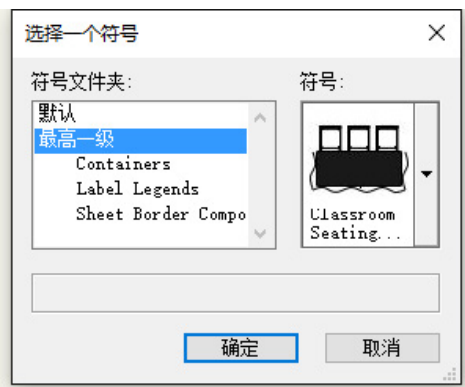 选择一个符号
符号文件夹:
符号:
默认
最高一级
Containers
Label Legends
Sheet Border Compo
Classroom
Seating...
确定
取消